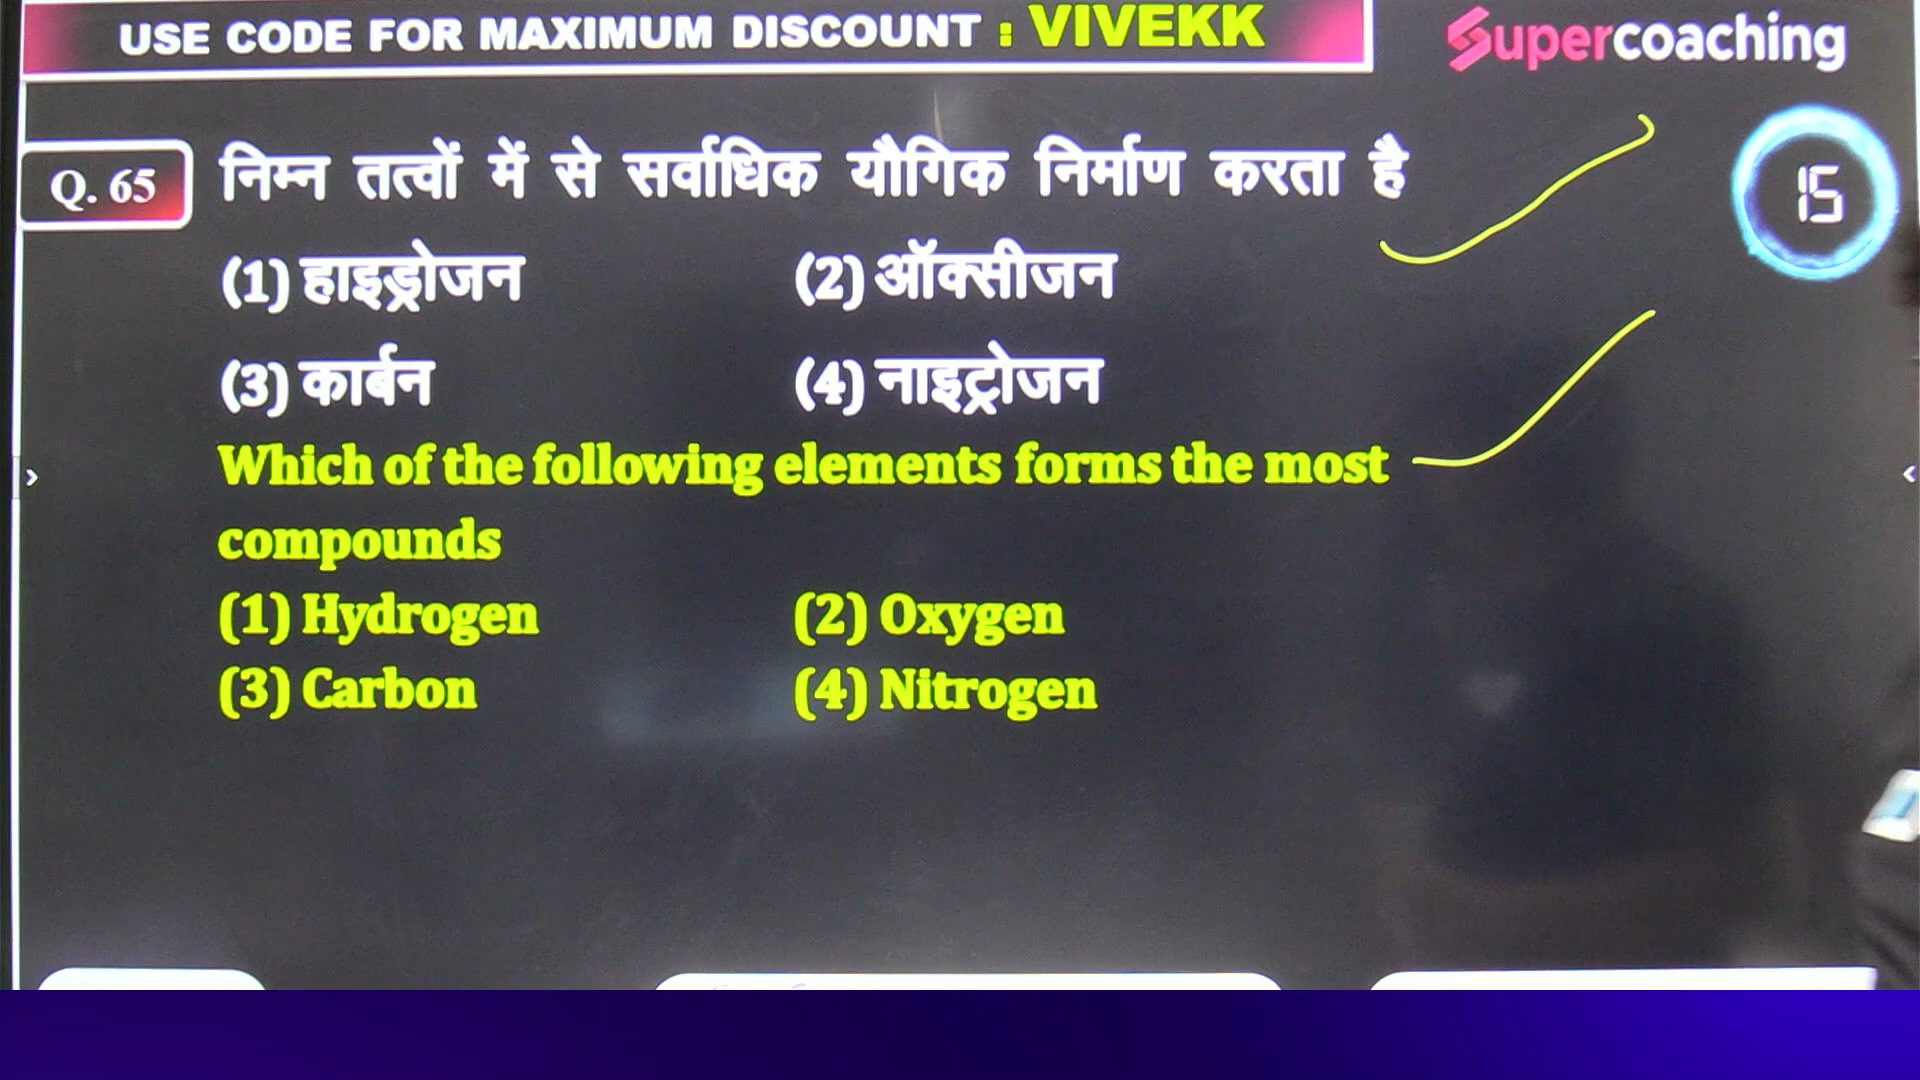 USE CODE FOR MAXIMUM DISCOUNT : VIVEKK
Supercoaching
Q. 65 निम्न तत्वों में से सर्वाधिक यौगिक निर्माण करता है
15
(1) हाइड्रोजन (2) ऑक्सीजन
(3) कार्बन (4) नाइट्रोजन
Which of the following elements forms the most
compounds
(1) Hydrogen (2) Oxygen
(3) Carbon (4) Nitrogen